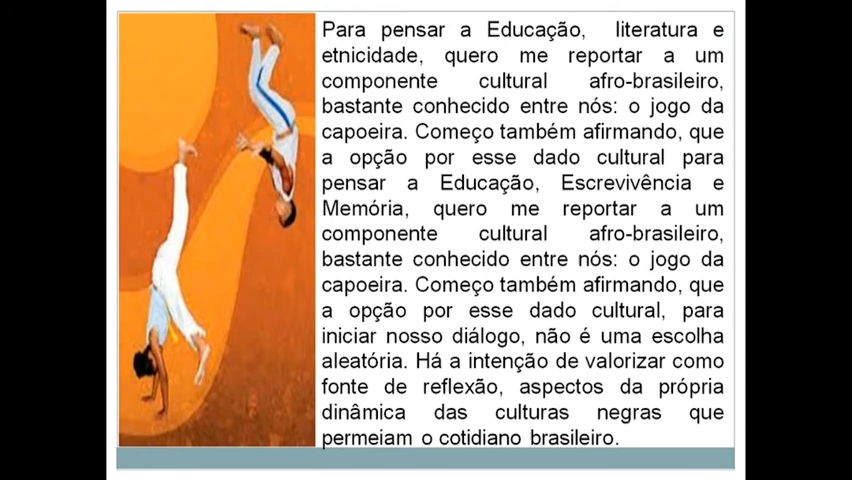 Para pensar a Educação, literatura e
etnicidade, quero me reportar a um
componente cultural afro-brasileiro,
bastante conhecido entre nós: o jogo da
capoeira. Começo também afirmando, que
a opção por esse dado cultural para
pensar a Educação, Escrevivência e
Memória, quero me reportar a um
componente cultural afro-brasileiro,
bastante conhecido entre nós: o jogo da
capoeira. Começo também afirmando, que
a opção por esse dado cultural, para
iniciar nosso diálogo, não é uma escolha
aleatória. Há a intenção de valorizar como
fonte de reflexão, aspectos da própria
dinâmica das culturas negras que
permeiam o cotidiano brasileiro.